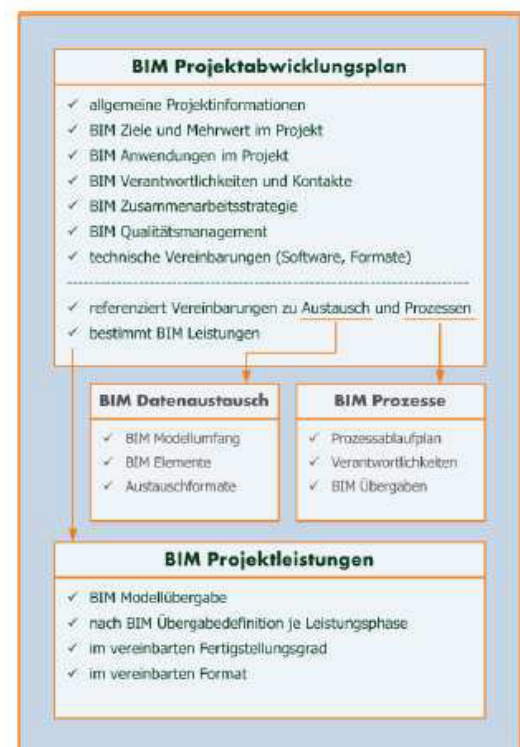 BIM Projektabwicklungsplan
✓ allgemeine Projektinformationen
✓ BIM Ziele und Mehrwert im Projekt
✓ BIM Anwendungen im Projekt
✓ BIM Verantwortlichkeiten und Kontakte
✓ BIM Zusammenarbeitsstrategie
✓ BIM Qualitätsmanagement
✓ technische Vereinbarungen (Software, Formate)
✓ referenziert Vereinbarungen zu Austausch und Prozessen
✓ bestimmt BIM Leistungen
BIM Datenaustausch
✓ BIM Modellumfang
✓ BIM Elemente
✓ Austauschformate
BIM Prozesse
✓ Prozessablaufplan
✓ Verantwortlichkeiten
✓ BIM Übergaben
BIM Projektleistungen
✓ BIM Modellübergabe
✓ nach BIM Übergabedefinition je Leistungsphase
✓ im vereinbarten Fertigstellungsgrad
✓ im vereinbarten Format